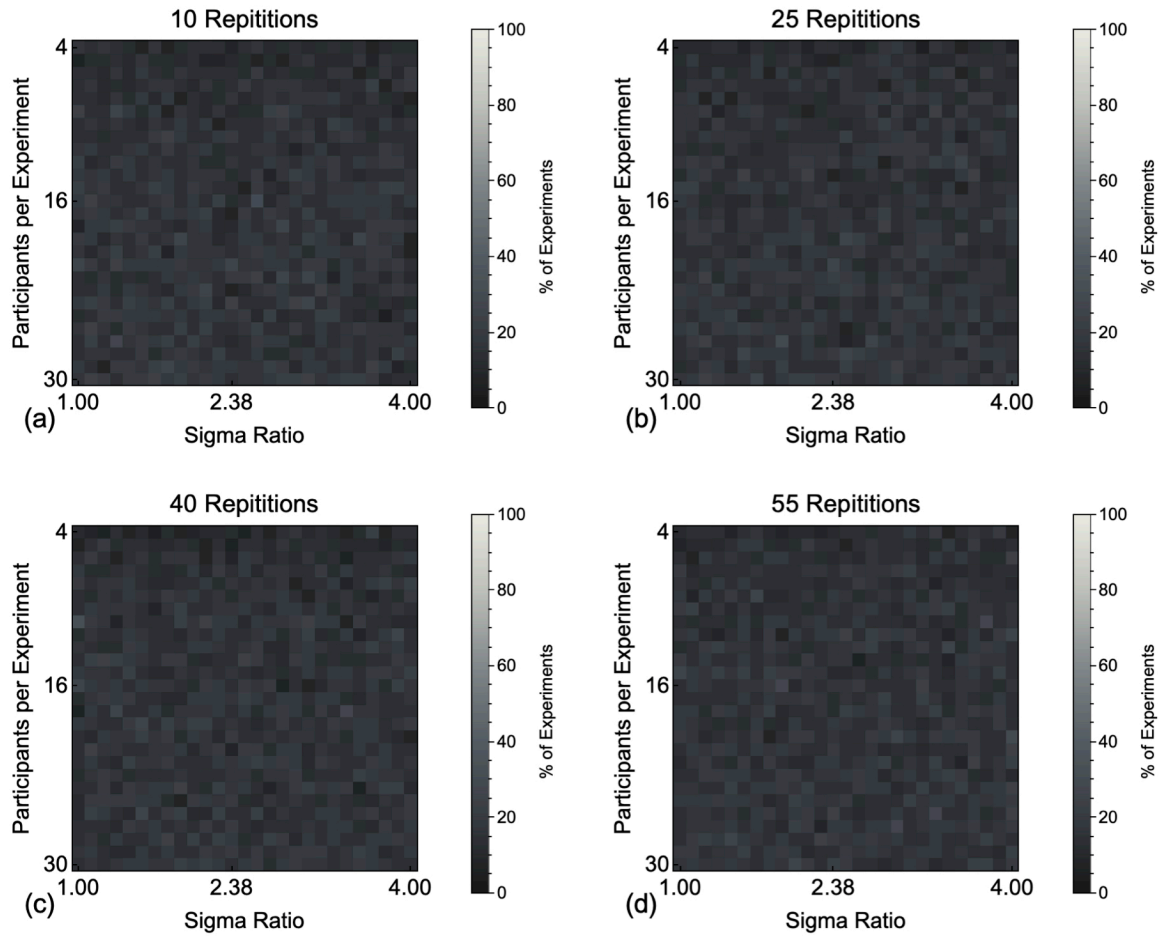 10 Repititions
4
16
30
1.00 2.38 4.00
Participants per Experiment
Sigma Ratio
(a)
100
80
60
40
20
0
% of Experiments
25 Repititions
4
16
30
1.00 2.38 4.00
Participants per Experiment
Sigma Ratio
(b)
100
80
60
40
20
0
% of Experiments
40 Repititions
4
16
30
1.00 2.38 4.00
Participants per Experiment
Sigma Ratio
(c)
100
80
60
40
20
0
% of Experiments
55 Repititions
4
16
30
1.00 2.38 4.00
Participants per Experiment
Sigma Ratio
(d)
100
80
60
40
20
0
% of Experiments